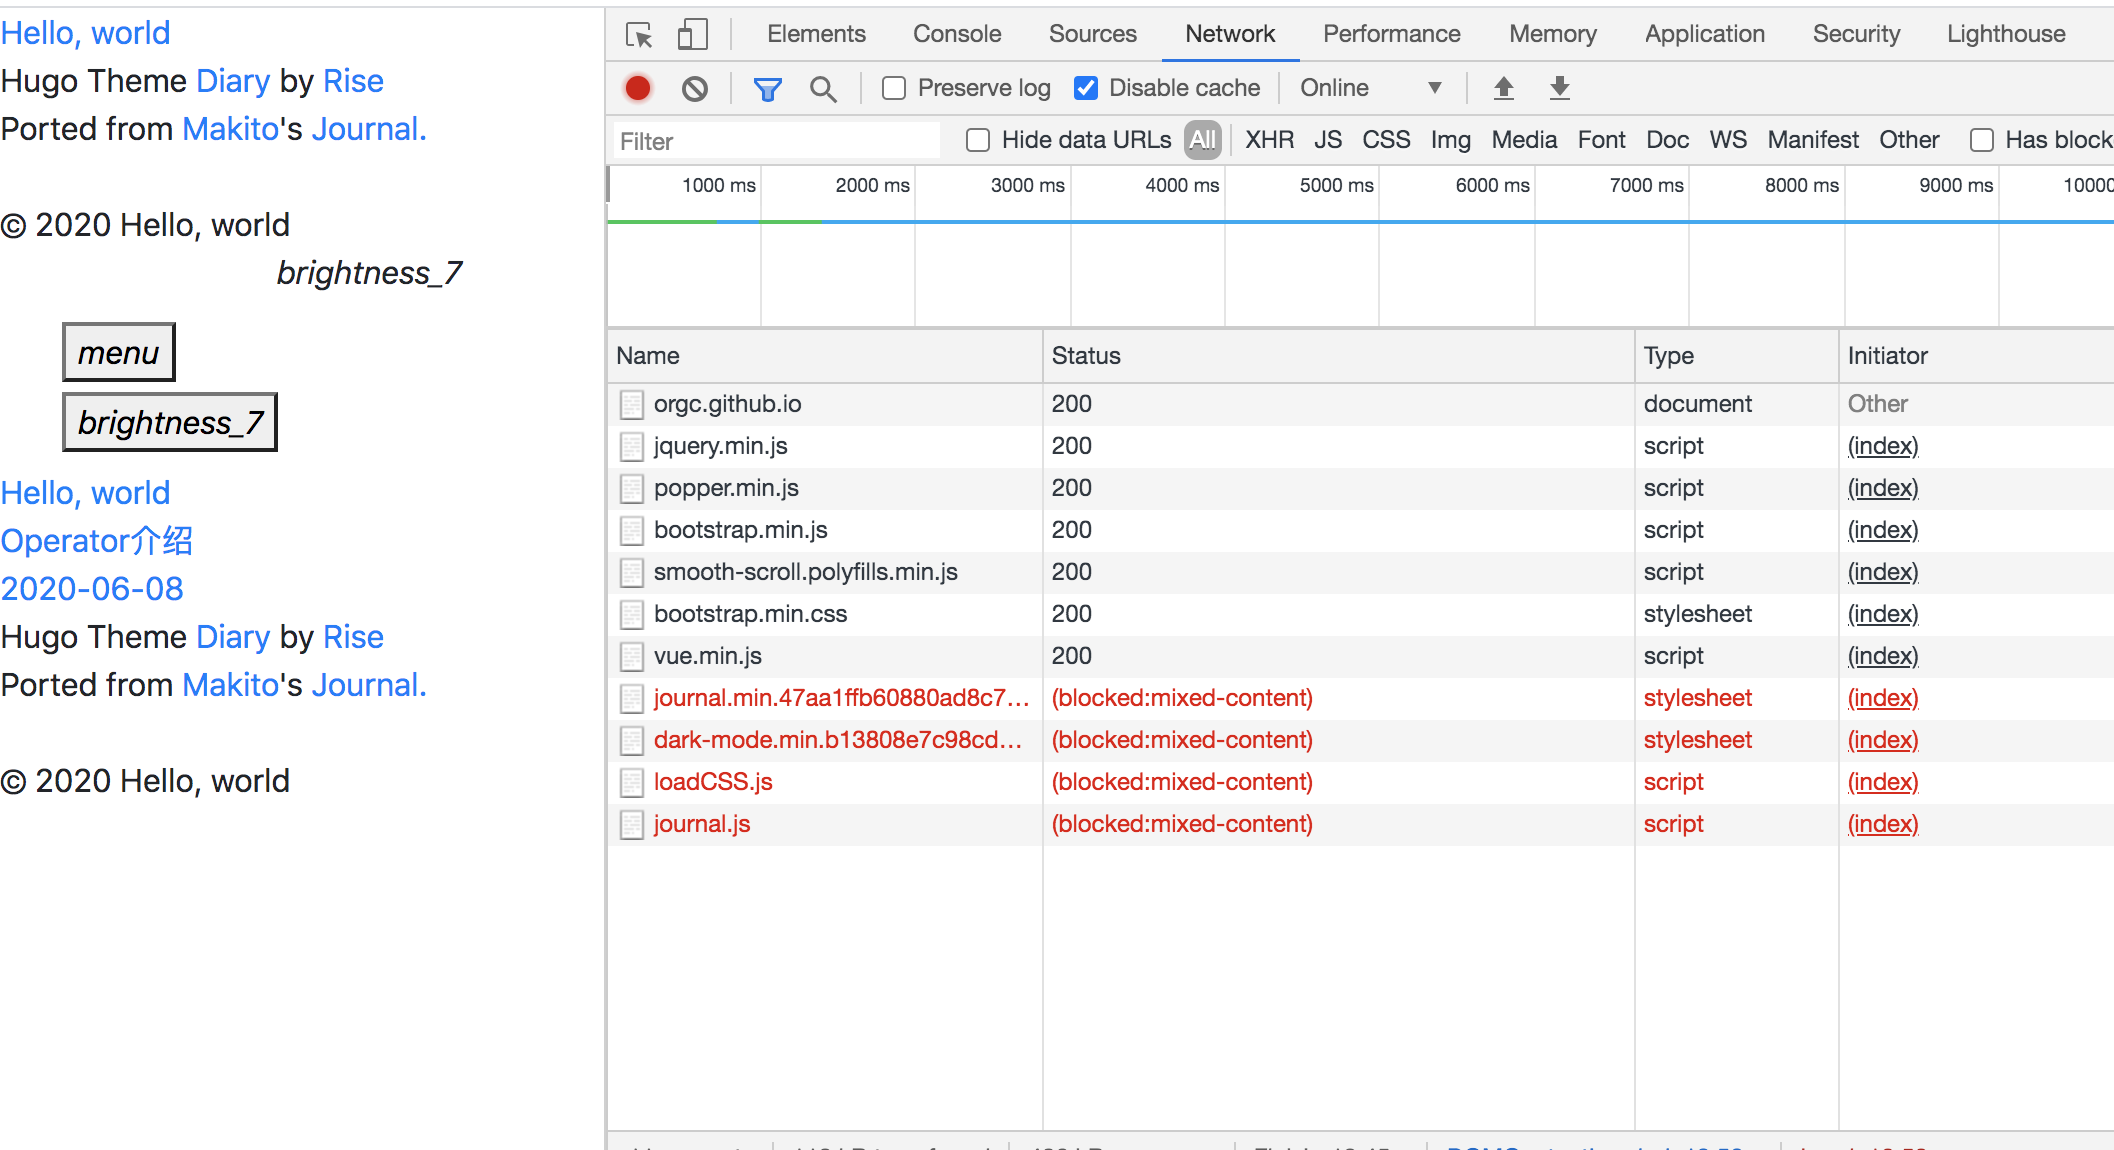 Hello, world
Hugo Theme Diary by Rise
Ported from Makito's Journal.
© 2020 Hello, world
brightness_7
menu
brightness_7
Hello, world
Operator介绍
2020-06-08
Hugo Theme Diary by Rise
Ported from Makito's Journal.
© 2020 Hello, world
Elements Console Sources Network Performance Memory Application Security Lighthouse
Preserve log Disable cache Online
Filter Hide data URLs All XHR JS CSS Img Media Font Doc WS Manifest Other Has block
1000 ms 2000 ms 3000 ms 4000 ms 5000 ms 6000 ms 7000 ms 8000 ms 9000 ms 10000
Name Status Type Initiator
orgc.github.io 200 document Other
jquery.min.js 200 script (index)
popper.min.js 200 script (index)
bootstrap.min.js 200 script (index)
smooth-scroll.polyfills.min.js 200 script (index)
bootstrap.min.css 200 stylesheet (index)
vue.min.js 200 script (index)
journal.min.47aa1ffb60880ad8c7... (blocked:mixed-content) stylesheet (index)
dark-mode.min.b13808e7c98cd... (blocked:mixed-content) stylesheet (index)
loadCSS.js (blocked:mixed-content) script (index)
journal.js (blocked:mixed-content) script (index)